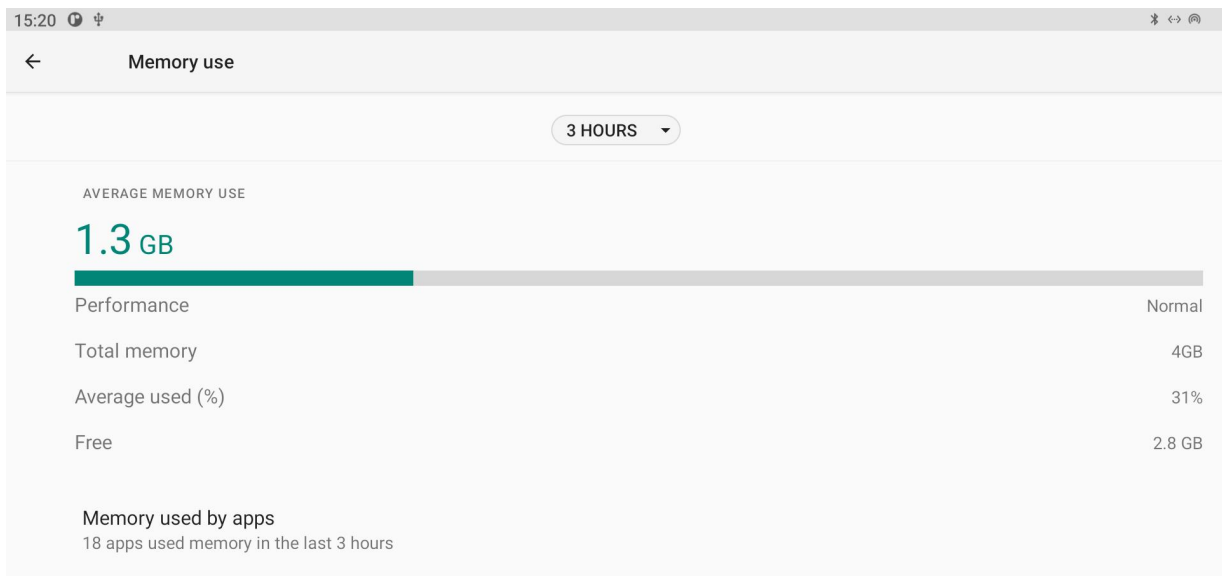 15:20
Memory use
3 HOURS
AVERAGE MEMORY USE
1.3 GB
Performance Normal
Total memory 4GB
Average used (%) 31%
Free 2.8 GB
Memory used by apps
18 apps used memory in the last 3 hours